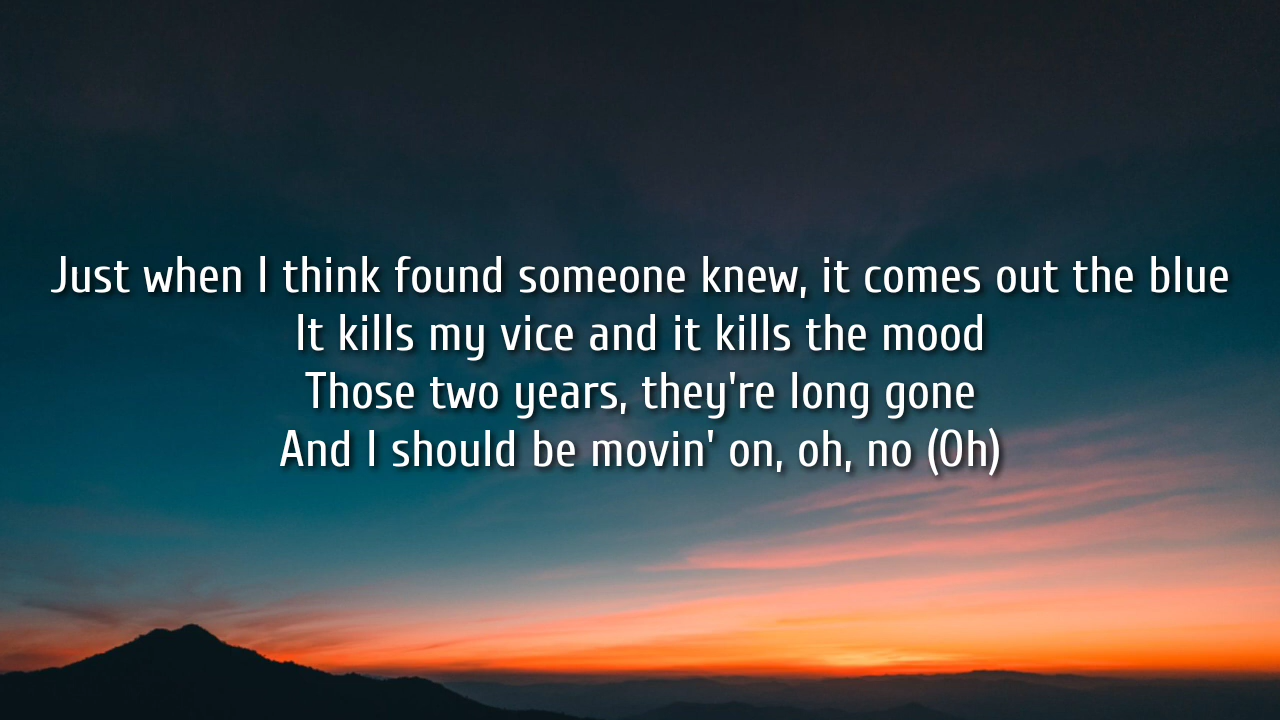 Just when I think found someone knew, it comes out the blue
It kills my vice and it kills the mood
Those two years, they're long gone
And I should be movin' on, oh, no (Oh)